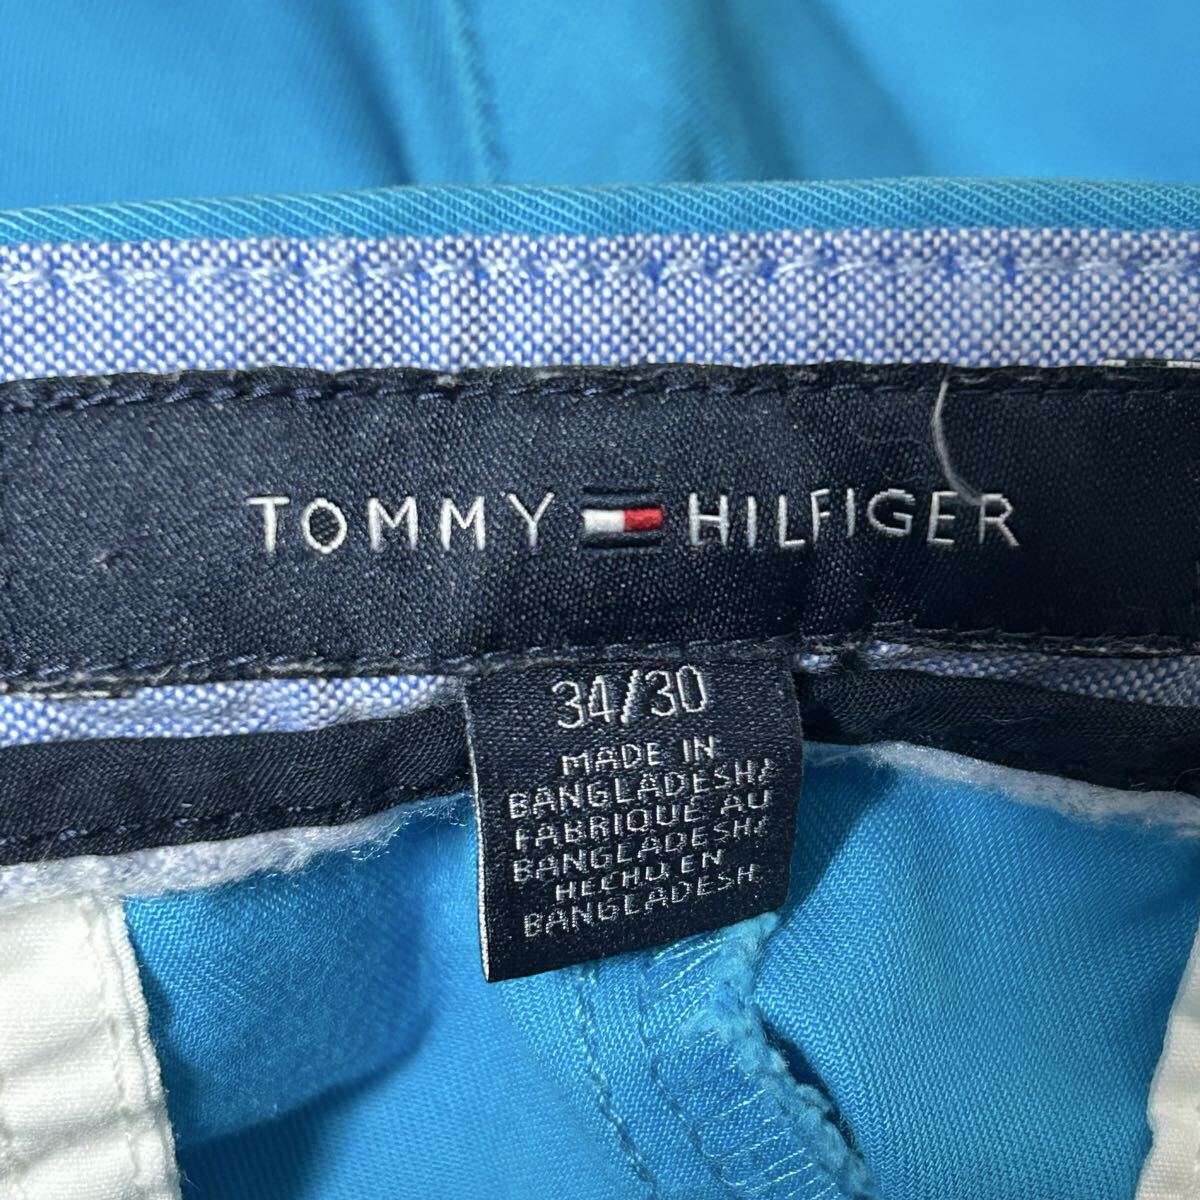 TOMMY HILFIGER
34/30
MADE IN
BANGLADESH/
FABRIQUE AU
BANGLADESH/
HECHO EN
BANGLADESH